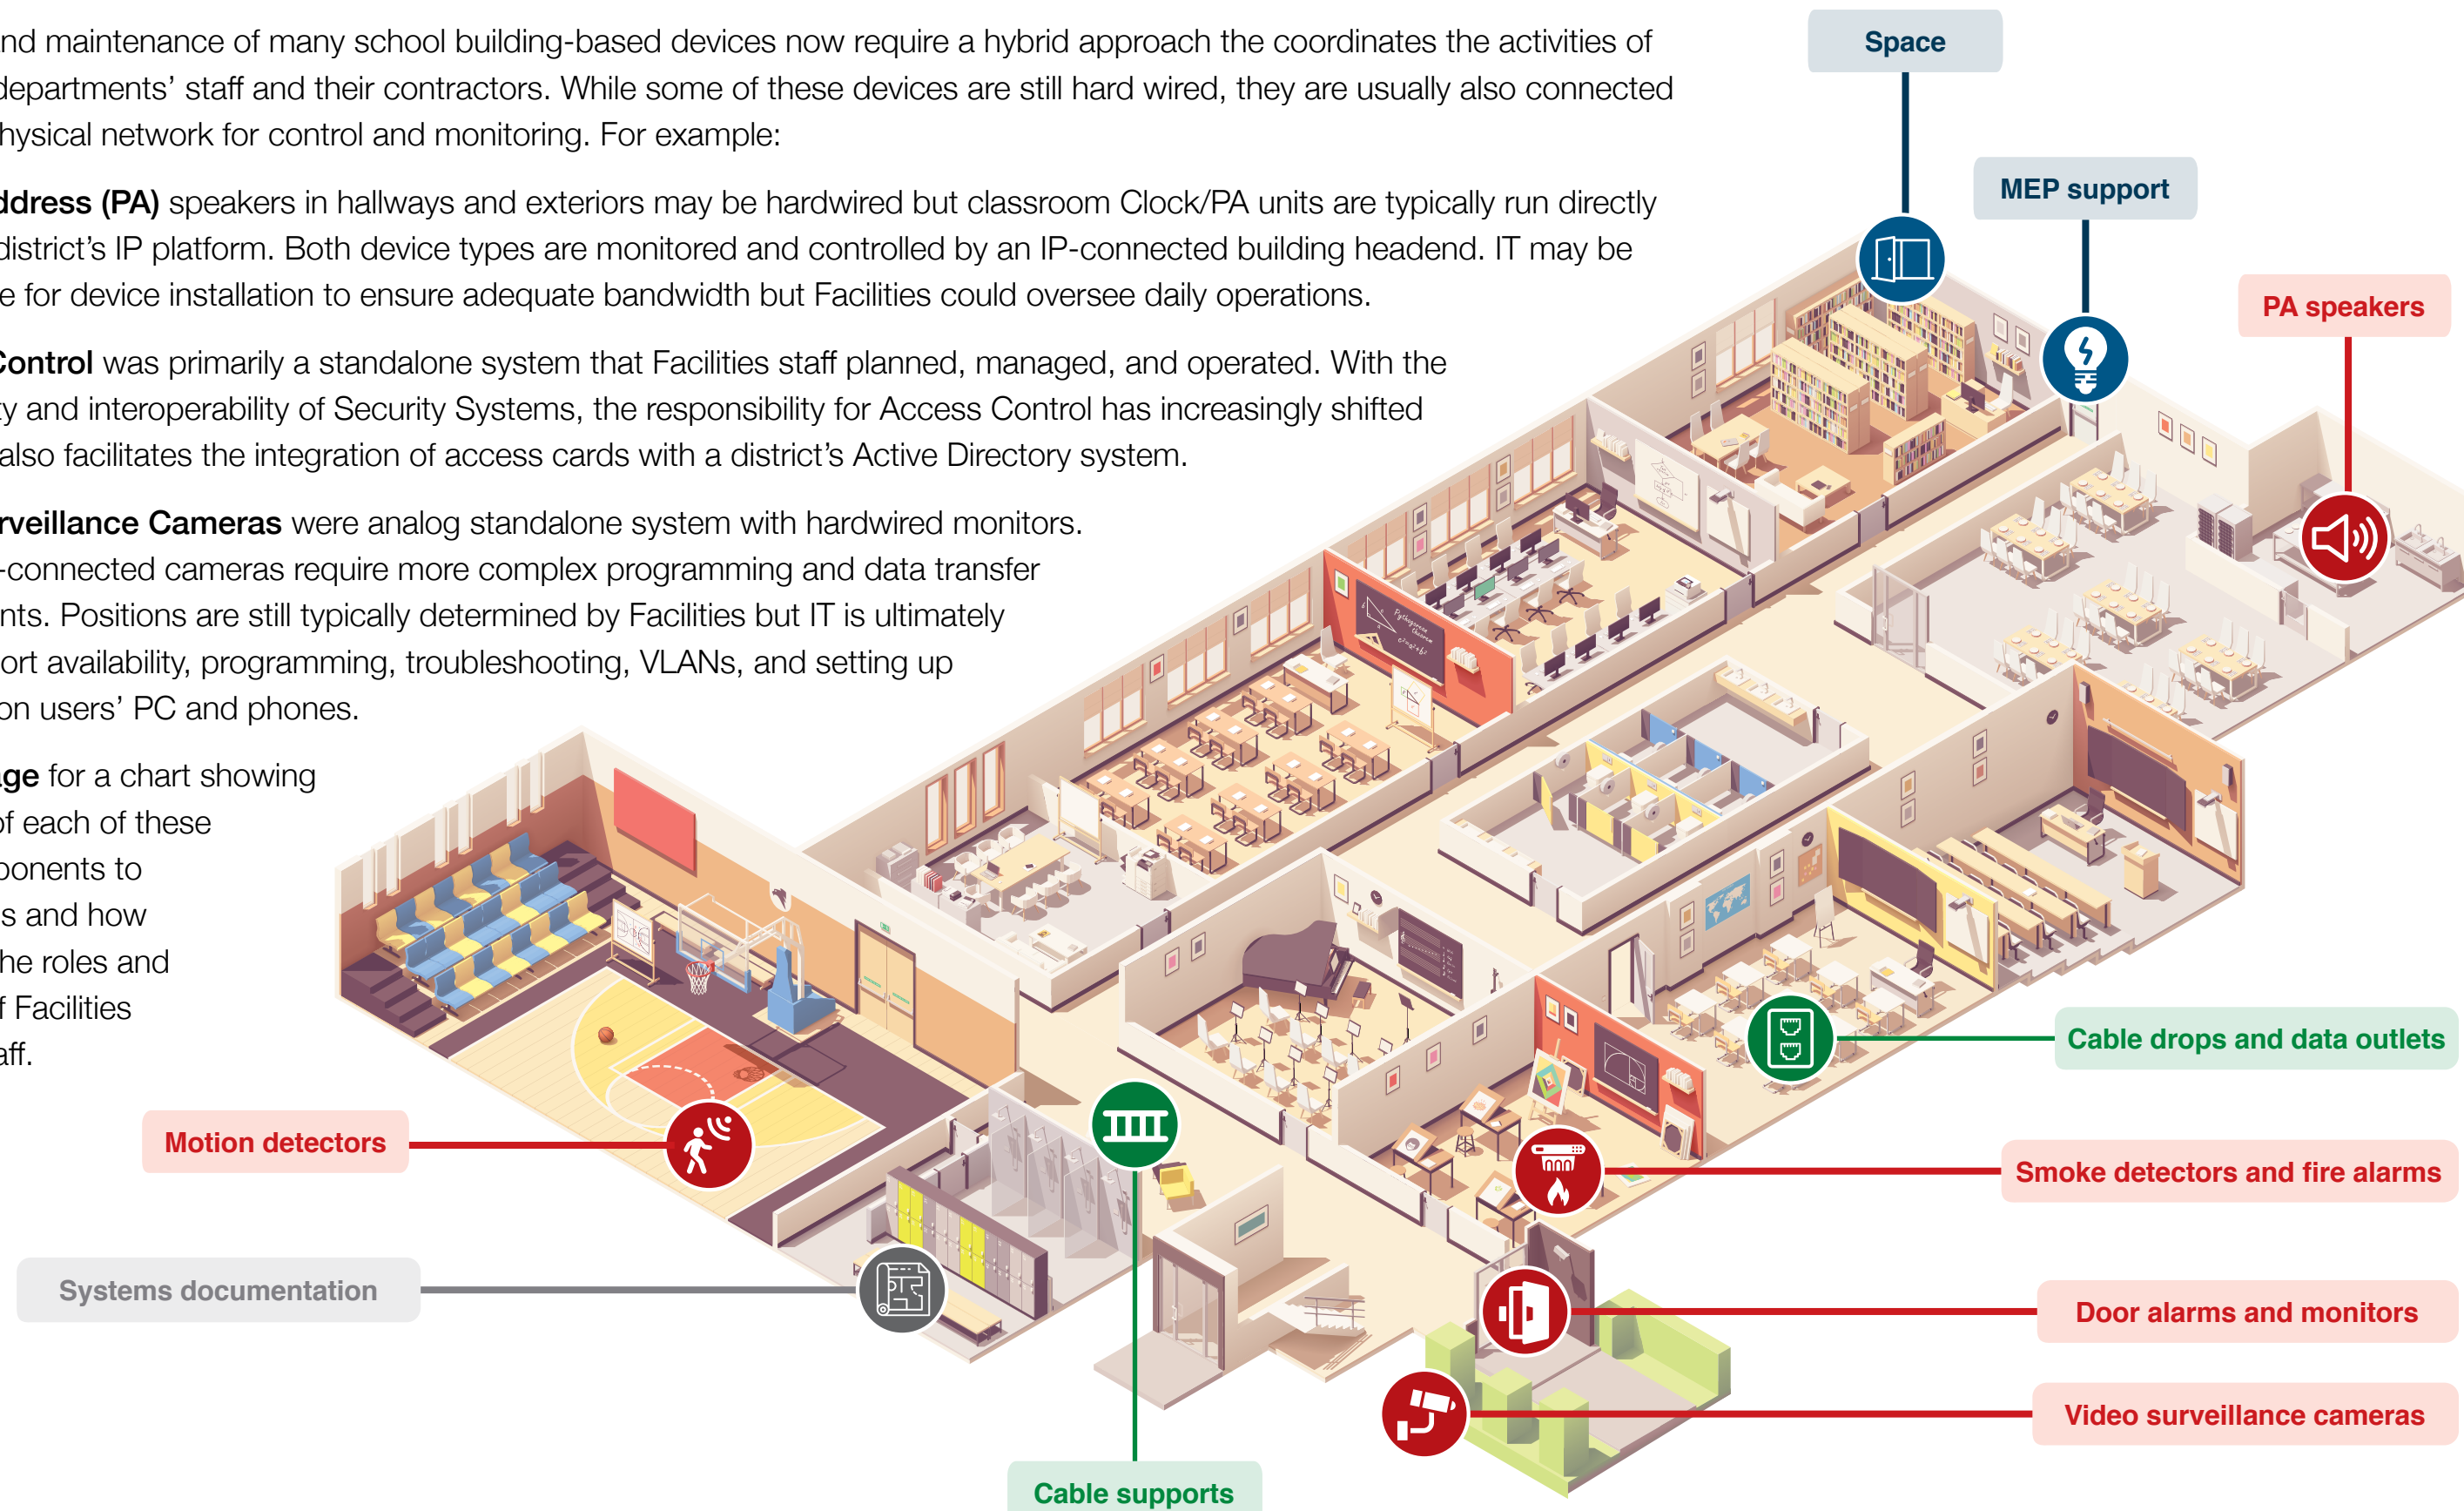 nd maintenance of many school building-based devices now require a hybrid approach the coordinates the activities of
departments’ staff and their contractors. While some of these devices are still hard wired, they are usually also connected
hysical network for control and monitoring. For example:
ddress (PA) speakers in hallways and exteriors may be hardwired but classroom Clock/PA units are typically run directly
district’s IP platform. Both device types are monitored and controlled by an IP-connected building headend. IT may be
e for device installation to ensure adequate bandwidth but Facilities could oversee daily operations.
Control was primarily a standalone system that Facilities staff planned, managed, and operated. With the
ty and interoperability of Security Systems, the responsibility for Access Control has increasingly shifted
also facilitates the integration of access cards with a district’s Active Directory system.
rveillance Cameras were analog standalone system with hardwired monitors.
-connected cameras require more complex programming and data transfer
nts. Positions are still typically determined by Facilities but IT is ultimately
ort availability, programming, troubleshooting, VLANs, and setting up
on users’ PC and phones.
age for a chart showing
of each of these
ponents to
s and how
he roles and
f Facilities
aff.
Space
MEP support
PA speakers
Pythagorean
theorem
c²=a²+b²
Cable drops and data outlets
Motion detectors
Smoke detectors and fire alarms
Systems documentation
Door alarms and monitors
Video surveillance cameras
Cable supports